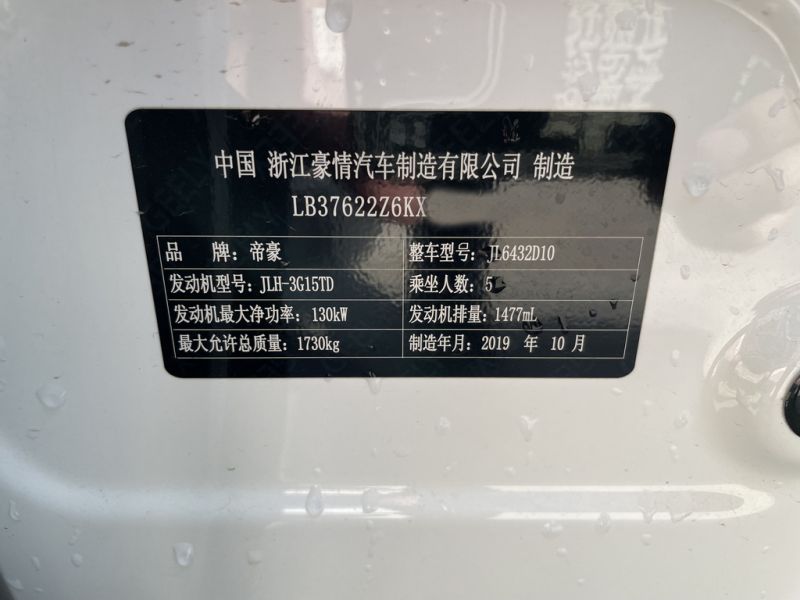 中国 浙江豪情汽车制造有限公司 制造
LB37622Z6KX
品 牌：帝豪 整车型号：JL6432D10
发动机型号：JLH-3G15TD 乘坐人数：5
发动机最大净功率：130kW 发动机排量：1477mL
最大允许总质量：1730kg 制造年月：2019 年 10 月